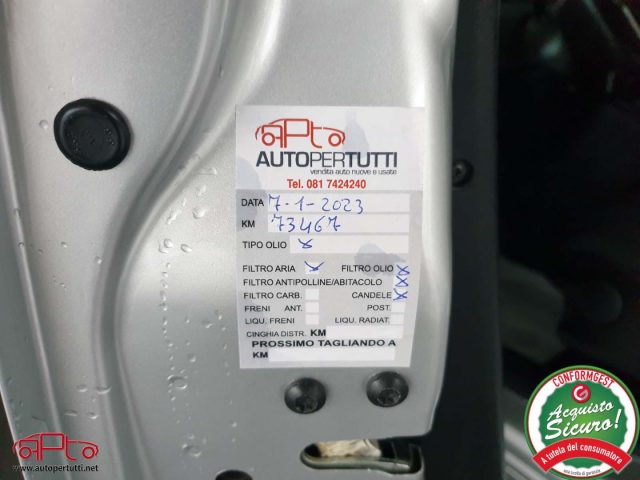 APT
AUTOPERTUTTI
vendita auto nuove e usate
Tel. 081 7424240
DATA 7-1-2023
KM 73467
TIPO OLIO x
FILTRO ARIA x FILTRO OLIO x
FILTRO ANTIPOLLINE/ABITACOLO x
FILTRO CARB. CANDELE x
FRENI ANT. POST.
LIQU. FRENI LIQU. RADIAT.
CINGHIA DISTR. KM
PROSSIMO TAGLIANDO A
KM
APT
www.autopertutti.net
CONFORMGEST
Acquisto
Sicuro!
A tutela del consumatore